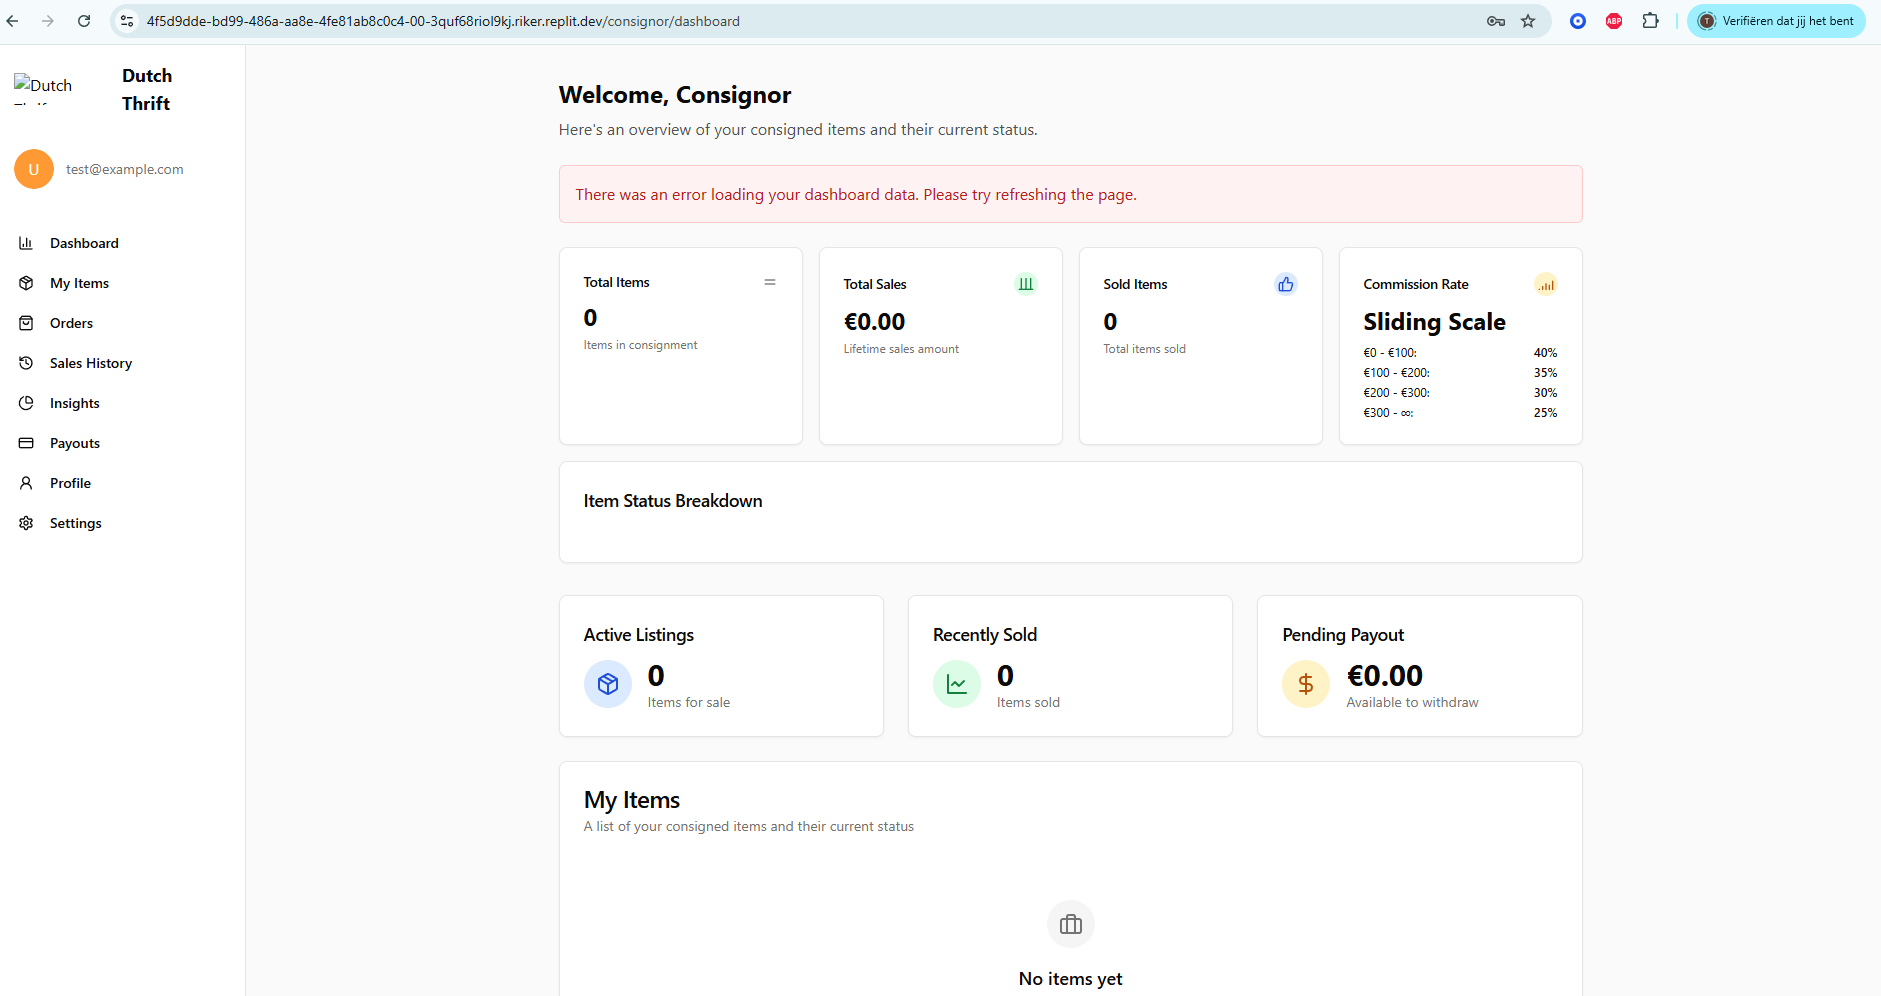 4f5d9dde-bd99-486a-aa8e-4fe81ab8c0c4-00-3quf68riol9kj.riker.replit.dev/consignor/dashboard
ABP
T
Verifiëren dat jij het bent
Dutch
Dutch
Thrift
U
test@example.com
Dashboard
My Items
Orders
Sales History
Insights
Payouts
Profile
Settings
Welcome, Consignor
Here's an overview of your consigned items and their current status.
There was an error loading your dashboard data. Please try refreshing the page.
Total Items
0
Items in consignment
Total Sales
€0.00
Lifetime sales amount
Sold Items
0
Total items sold
Commission Rate
Sliding Scale
€0 - €100: 40%
€100 - €200: 35%
€200 - €300: 30%
€300 - ∞: 25%
Item Status Breakdown
Active Listings
0
Items for sale
Recently Sold
0
Items sold
Pending Payout
€0.00
Available to withdraw
My Items
A list of your consigned items and their current status
No items yet